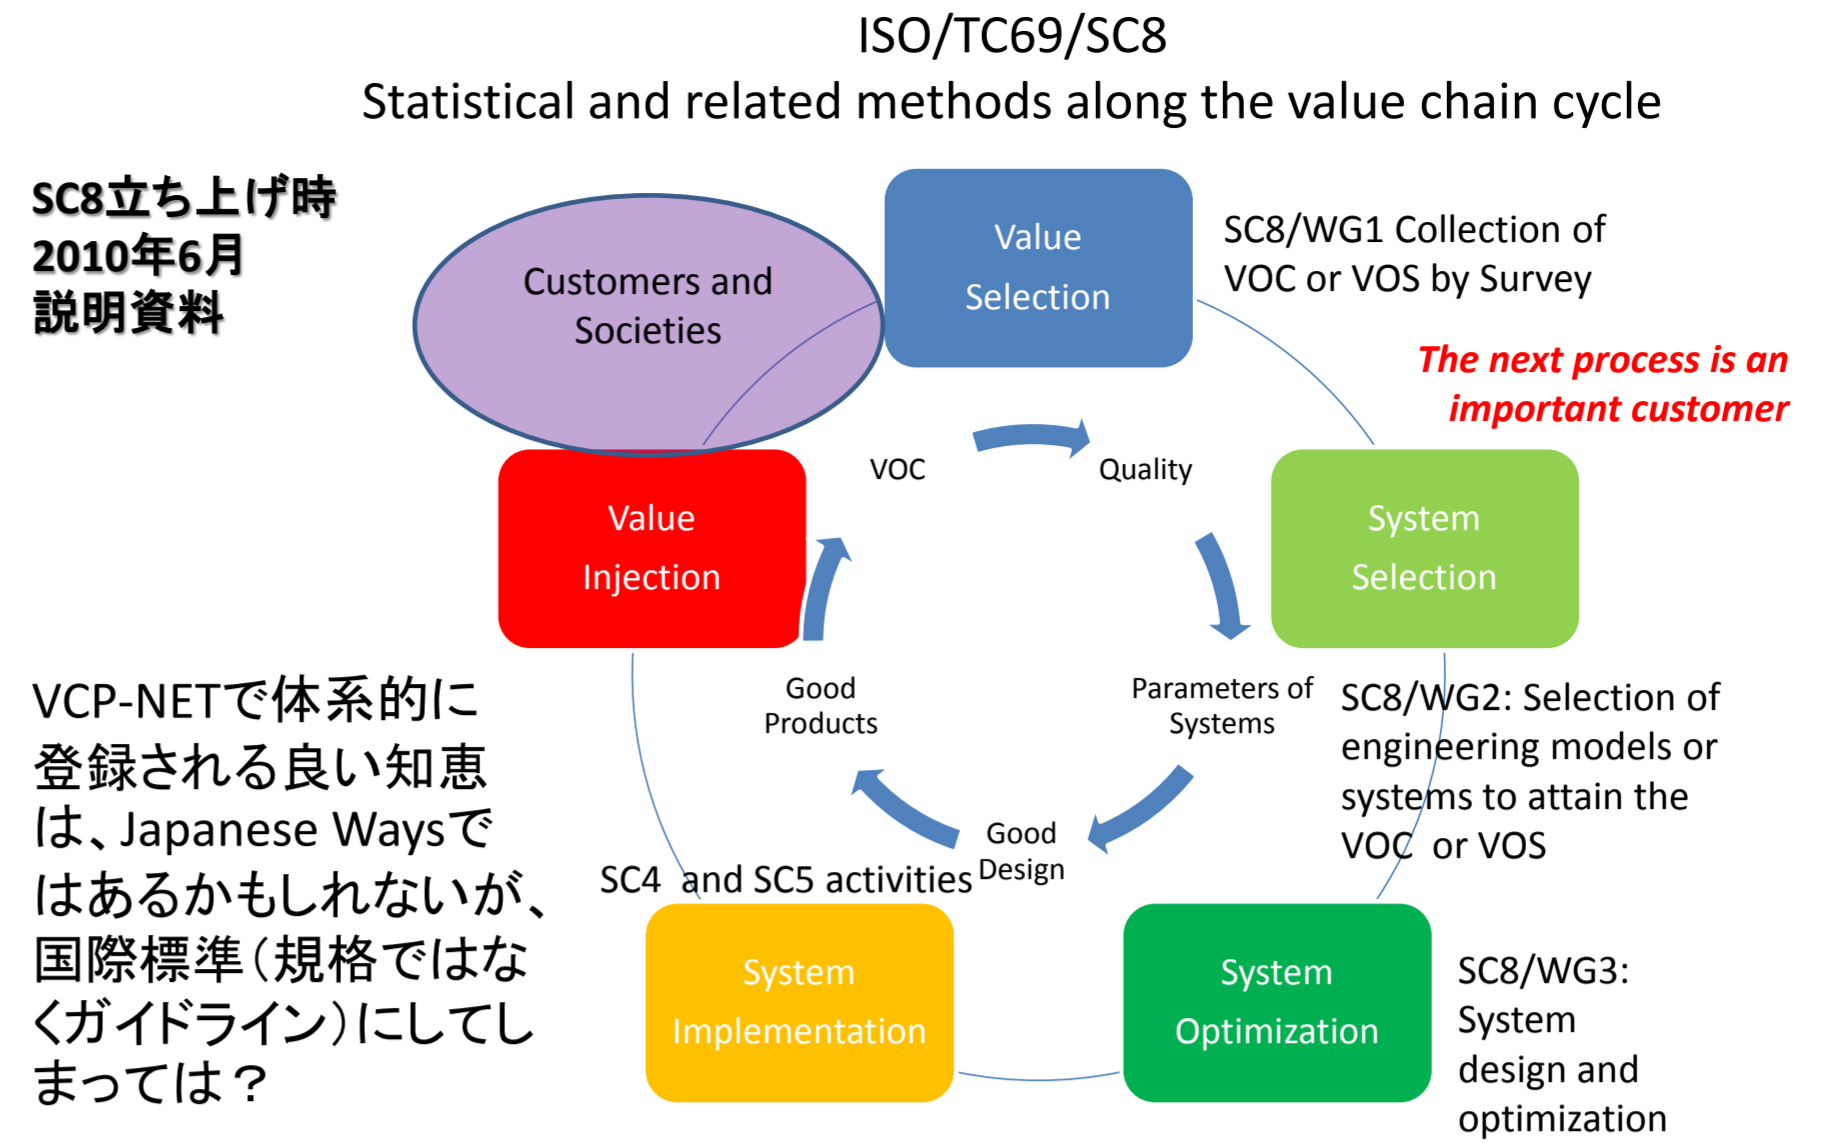 ISO/TC69/SC8
Statistical and related methods along the value chain cycle
SC8立ち上げ時
2010年6月
説明資料
Customers and
Societies
Value
Selection
SC8/WG1 Collection of
VOC or VOS by Survey
The next process is an
important customer
VOC
Quality
Value
Injection
System
Selection
Good
Products
Parameters of
Systems
SC8/WG2: Selection of
engineering models or
systems to attain the
VOC or VOS
VCP-NETで体系的に
登録される良い知恵
は、Japanese Waysで
はあるかもしれないが、
国際標準（規格ではな
くガイドライン）にしてし
まっては？
Good
Design
SC4 and SC5 activities
System
Implementation
System
Optimization
SC8/WG3:
System
design and
optimization